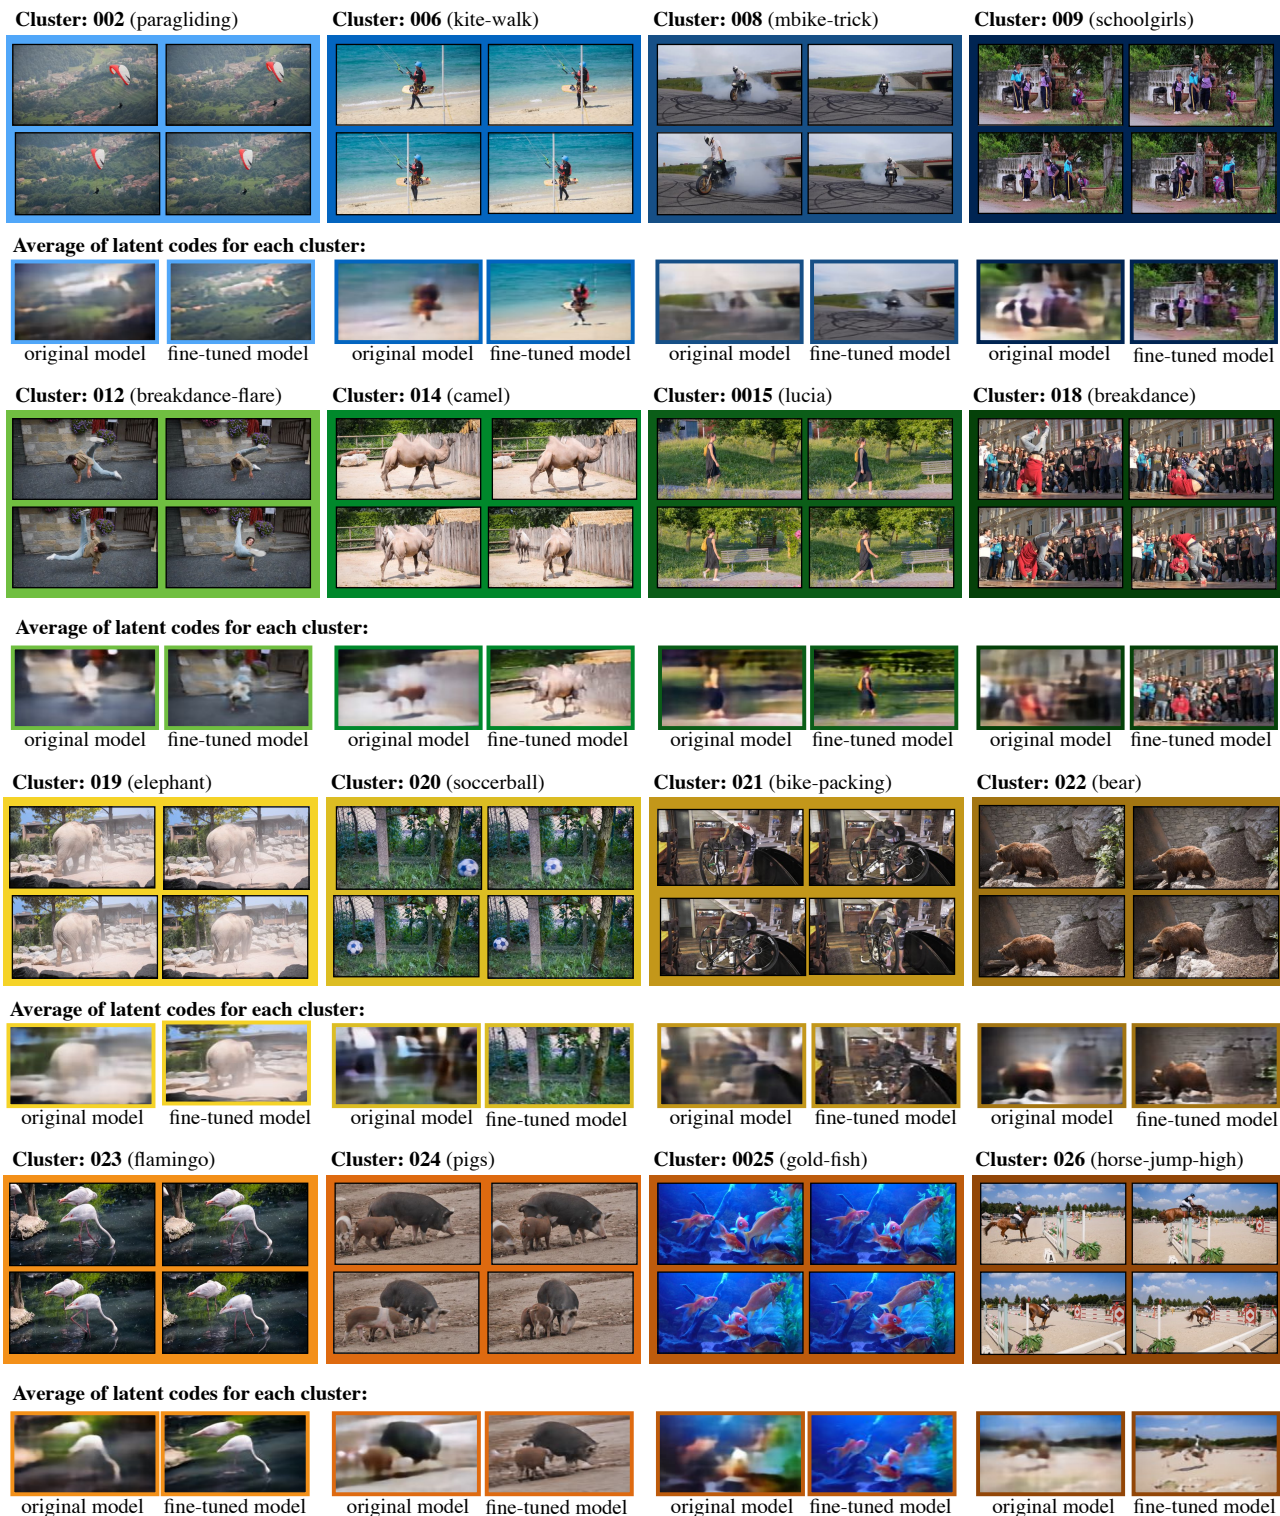 Cluster: 002 (paragliding)
Cluster: 006 (kite-walk)
Cluster: 008 (mbike-trick)
Cluster: 009 (schoolgirls)
Average of latent codes for each cluster:
original model
fine-tuned model
original model
fine-tuned model
original model
fine-tuned model
original model
fine-tuned model
Cluster: 012 (breakdance-flare)
Cluster: 014 (camel)
Cluster: 0015 (lucia)
Cluster: 018 (breakdance)
Average of latent codes for each cluster:
original model
fine-tuned model
original model
fine-tuned model
original model
fine-tuned model
original model
fine-tuned model
Cluster: 019 (elephant)
Cluster: 020 (soccerball)
Cluster: 021 (bike-packing)
Cluster: 022 (bear)
Average of latent codes for each cluster:
original model
fine-tuned model
original model
fine-tuned model
original model
fine-tuned model
original model
fine-tuned model
Cluster: 023 (flamingo)
Cluster: 024 (pigs)
Cluster: 0025 (gold-fish)
Cluster: 026 (horse-jump-high)
Average of latent codes for each cluster:
original model
fine-tuned model
original model
fine-tuned model
original model
fine-tuned model
original model
fine-tuned model